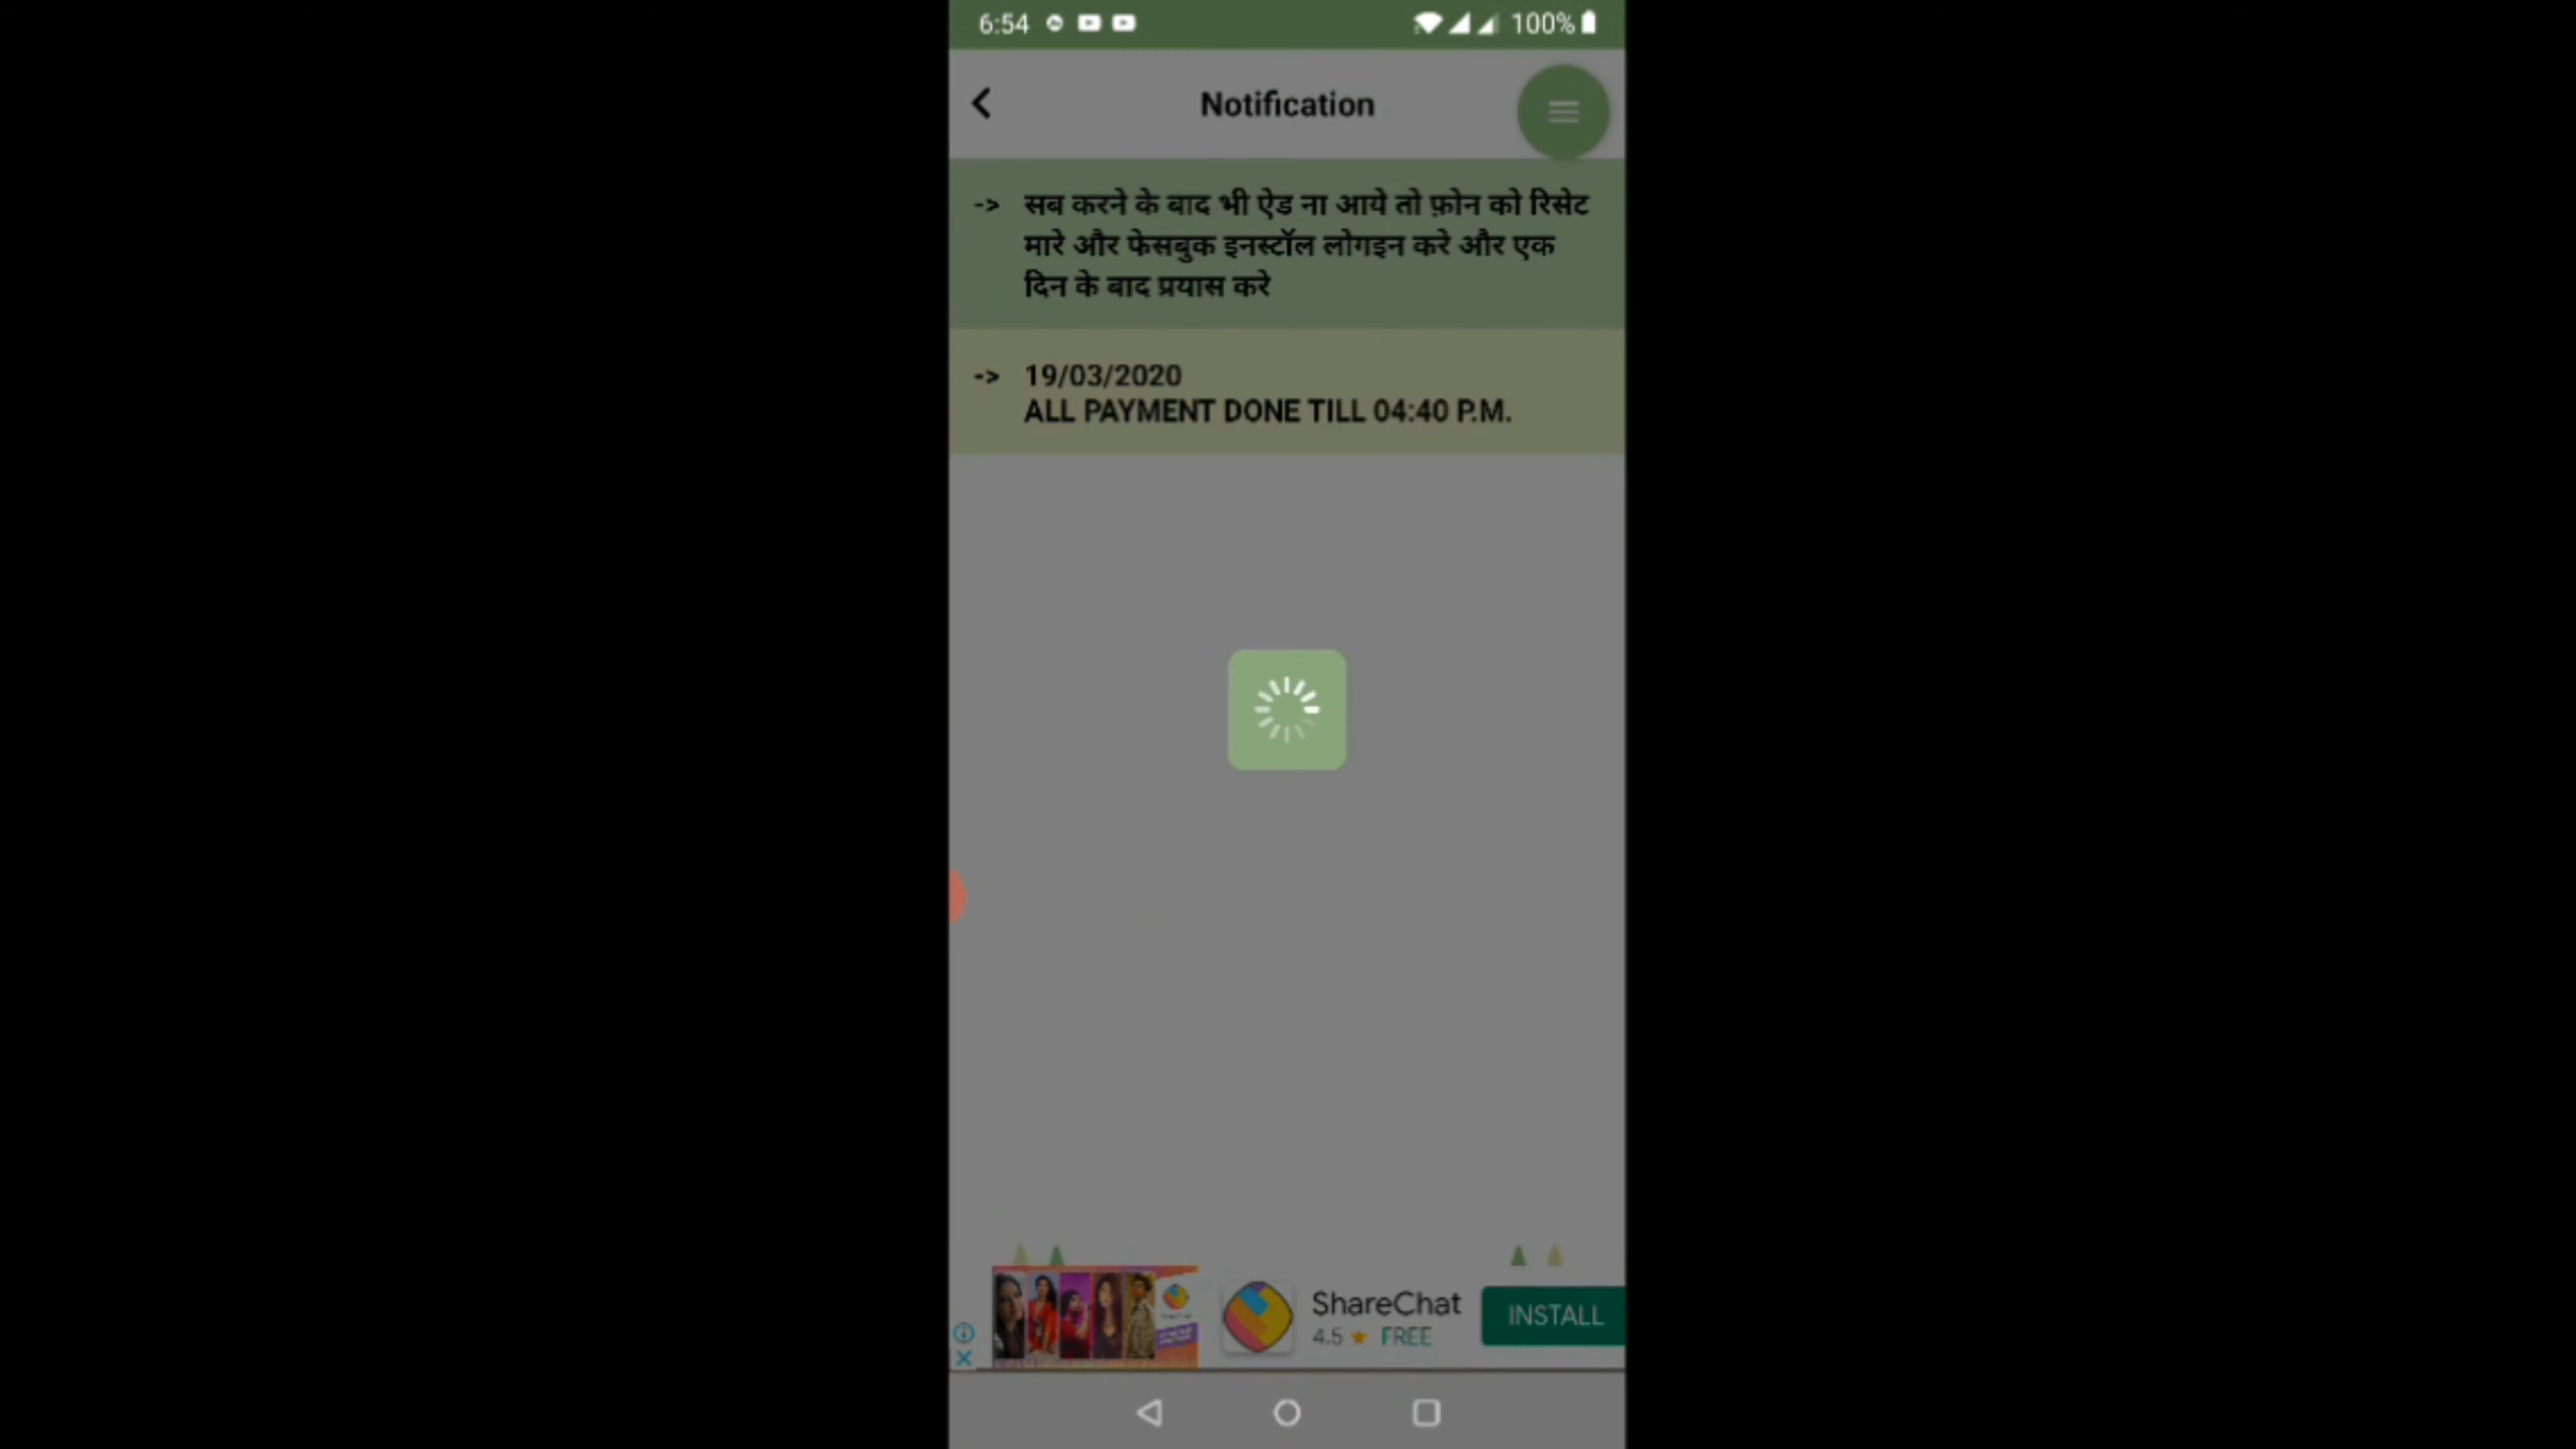 6:54
100%
Notification
-> सब करने के बाद भी ऐड ना आये तो फ़ोन को रिसेट
मारे और फेसबुक इनस्टॉल लोगइन करे और एक
दिन के बाद प्रयास करे
-> 19/03/2020
ALL PAYMENT DONE TILL 04:40 P.M.
ShareChat
4.5 ★ FREE
INSTALL